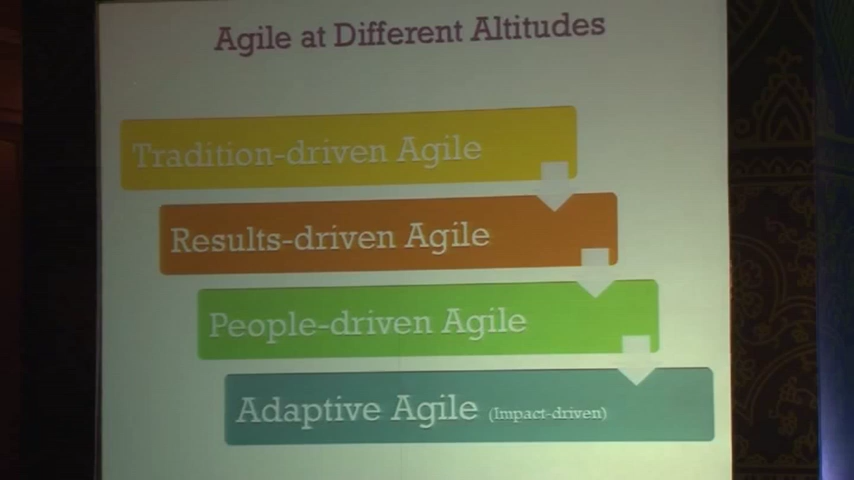 Agile at Different Altitudes
Tradition-driven Agile
Results-driven Agile
People-driven Agile
Adaptive Agile (Impact-driven)